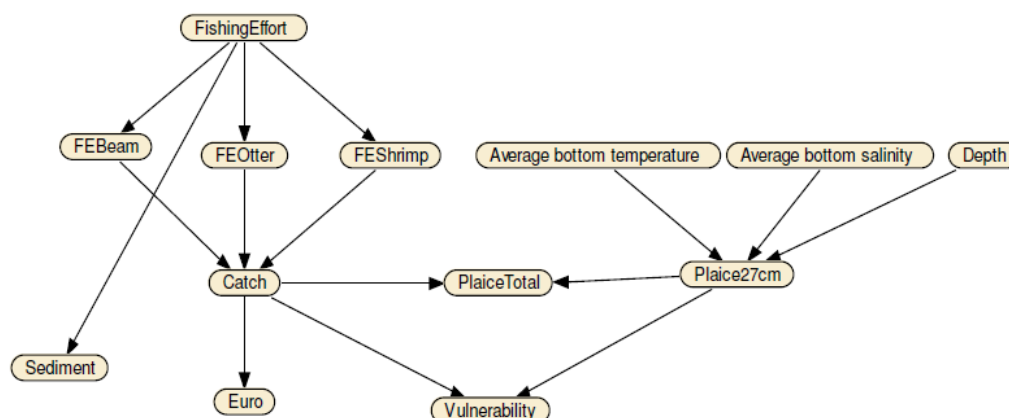 FishingEffort
FEBeam
FEOtter
FEShrimp
Average bottom temperature
Average bottom salinity
Depth
Catch
PlaiceTotal
Plaice27cm
Sediment
Euro
Vulnerability